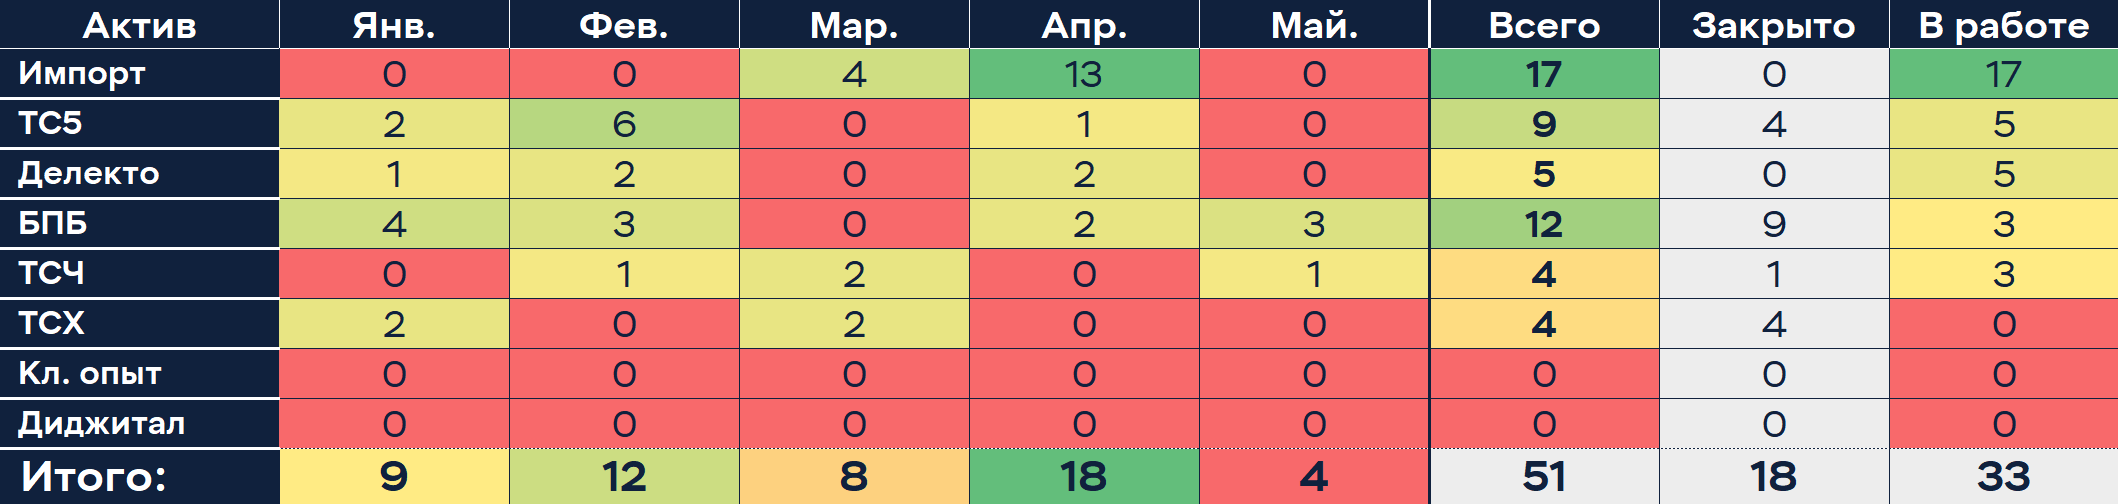 Актив Янв. Фев. Мар. Апр. Май. Всего Закрыто В работе
Импорт 0 0 4 13 0 17 0 17
ТС5 2 6 0 1 0 9 4 5
Делекто 1 2 0 2 0 5 0 5
БПБ 4 3 0 2 3 12 9 3
ТСЧ 0 1 2 0 1 4 1 3
ТСХ 2 0 2 0 0 4 4 0
Кл. опыт 0 0 0 0 0 0 0 0
Диджитал 0 0 0 0 0 0 0 0
Итого: 9 12 8 18 4 51 18 33